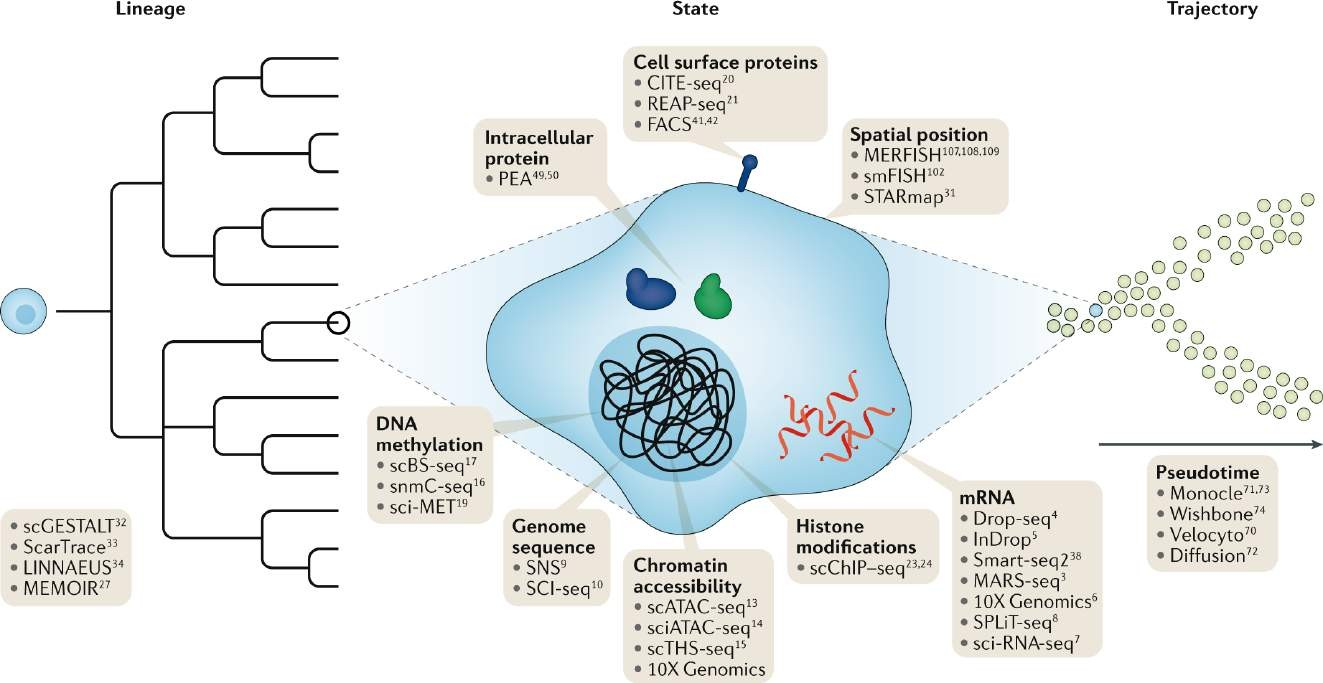 Lineage
State
Trajectory
Cell surface proteins
• CITE-seq20
• REAP-seq21
• FACS41,42
Intracellular
protein
• PEA49,50
Spatial position
• MERFISH107,108,109
• smFISH102
• STARmap31
DNA
methylation
• scBS-seq17
• snmC-seq16
• sci-MET19
• scGESTALT32
• ScarTrace33
• LINNAEUS34
• MEMOIR27
Genome
sequence
• SNS9
• SCI-seq10
Chromatin
accessibility
• scATAC-seq13
• sciATAC-seq14
• scTHS-seq15
• 10X Genomics
Histone
modifications
• scChIP–seq23,24
mRNA
• Drop-seq4
• InDrop5
• Smart-seq238
• MARS-seq3
• 10X Genomics6
• SPLiT-seq8
• sci-RNA-seq7
Pseudotime
• Monocle71,73
• Wishbone74
• Velocyto70
• Diffusion72